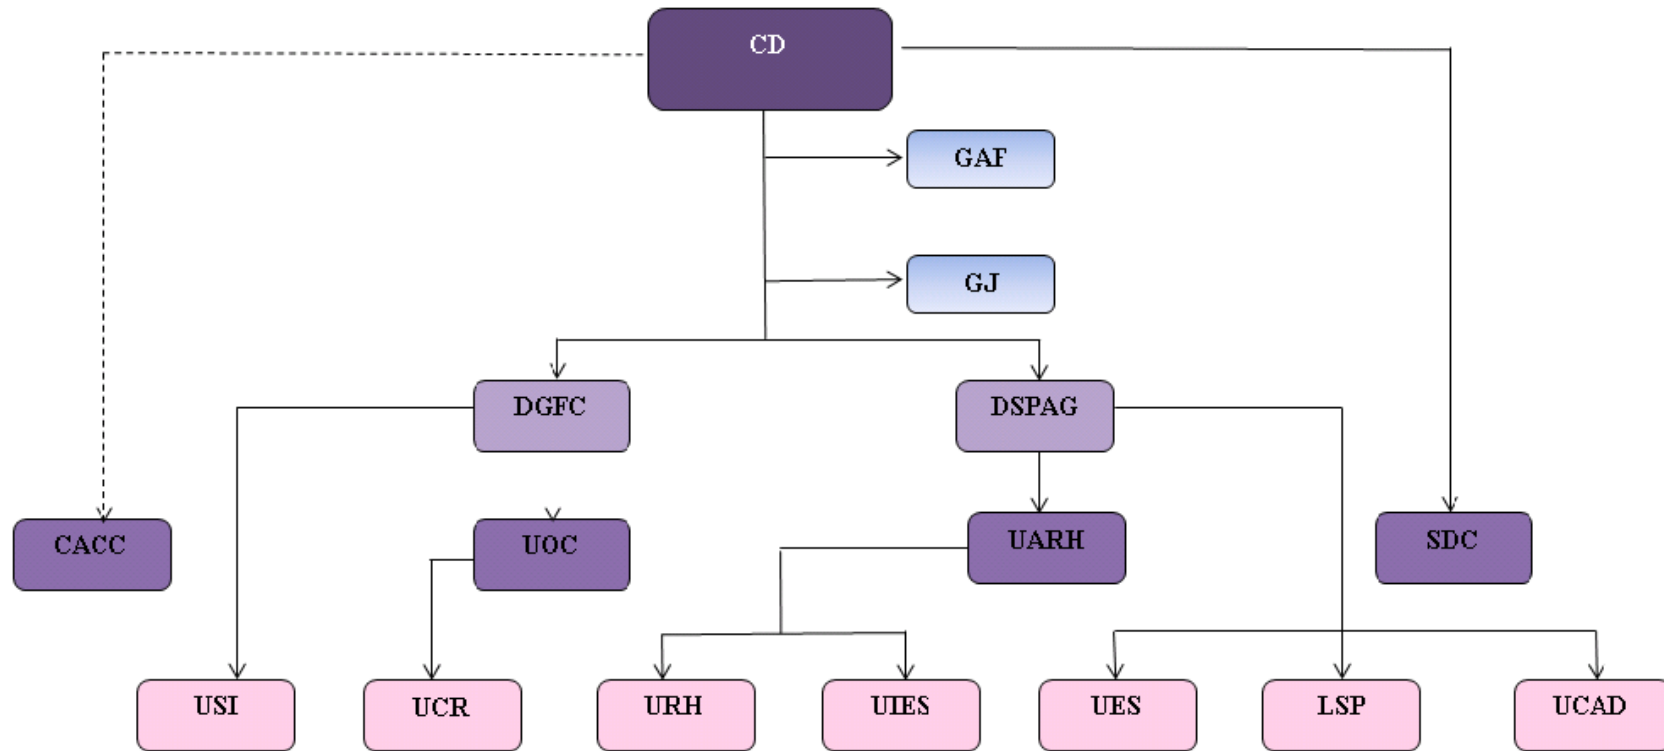 CD
GAF
GJ
DGFC
DSPAG
CACC
UOC
UARH
SDC
USI
UCR
URH
UIES
UES
LSP
UCAD